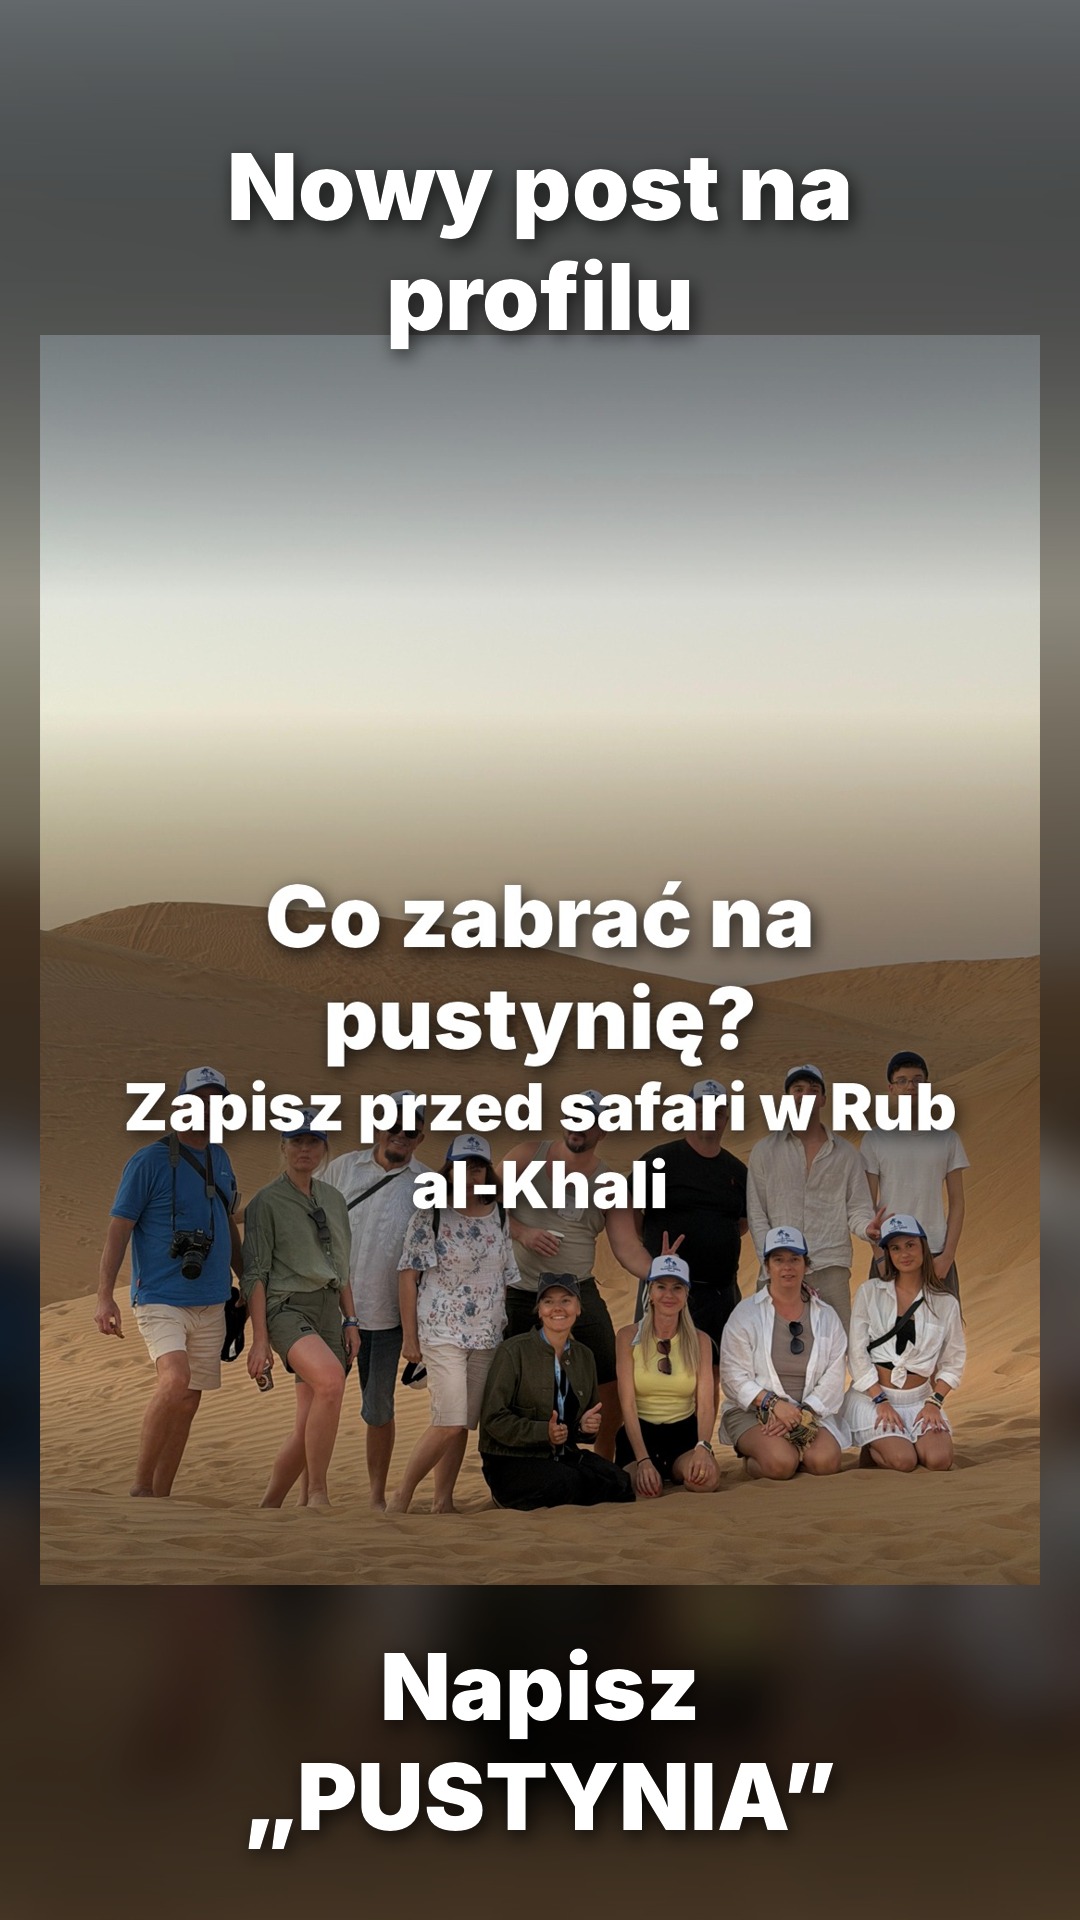 Nowy post na
profilu
Co zabrać na
pustynię?
Zapisz przed safari w Rub
al-Khali
Napisz
„PUSTYNIA”